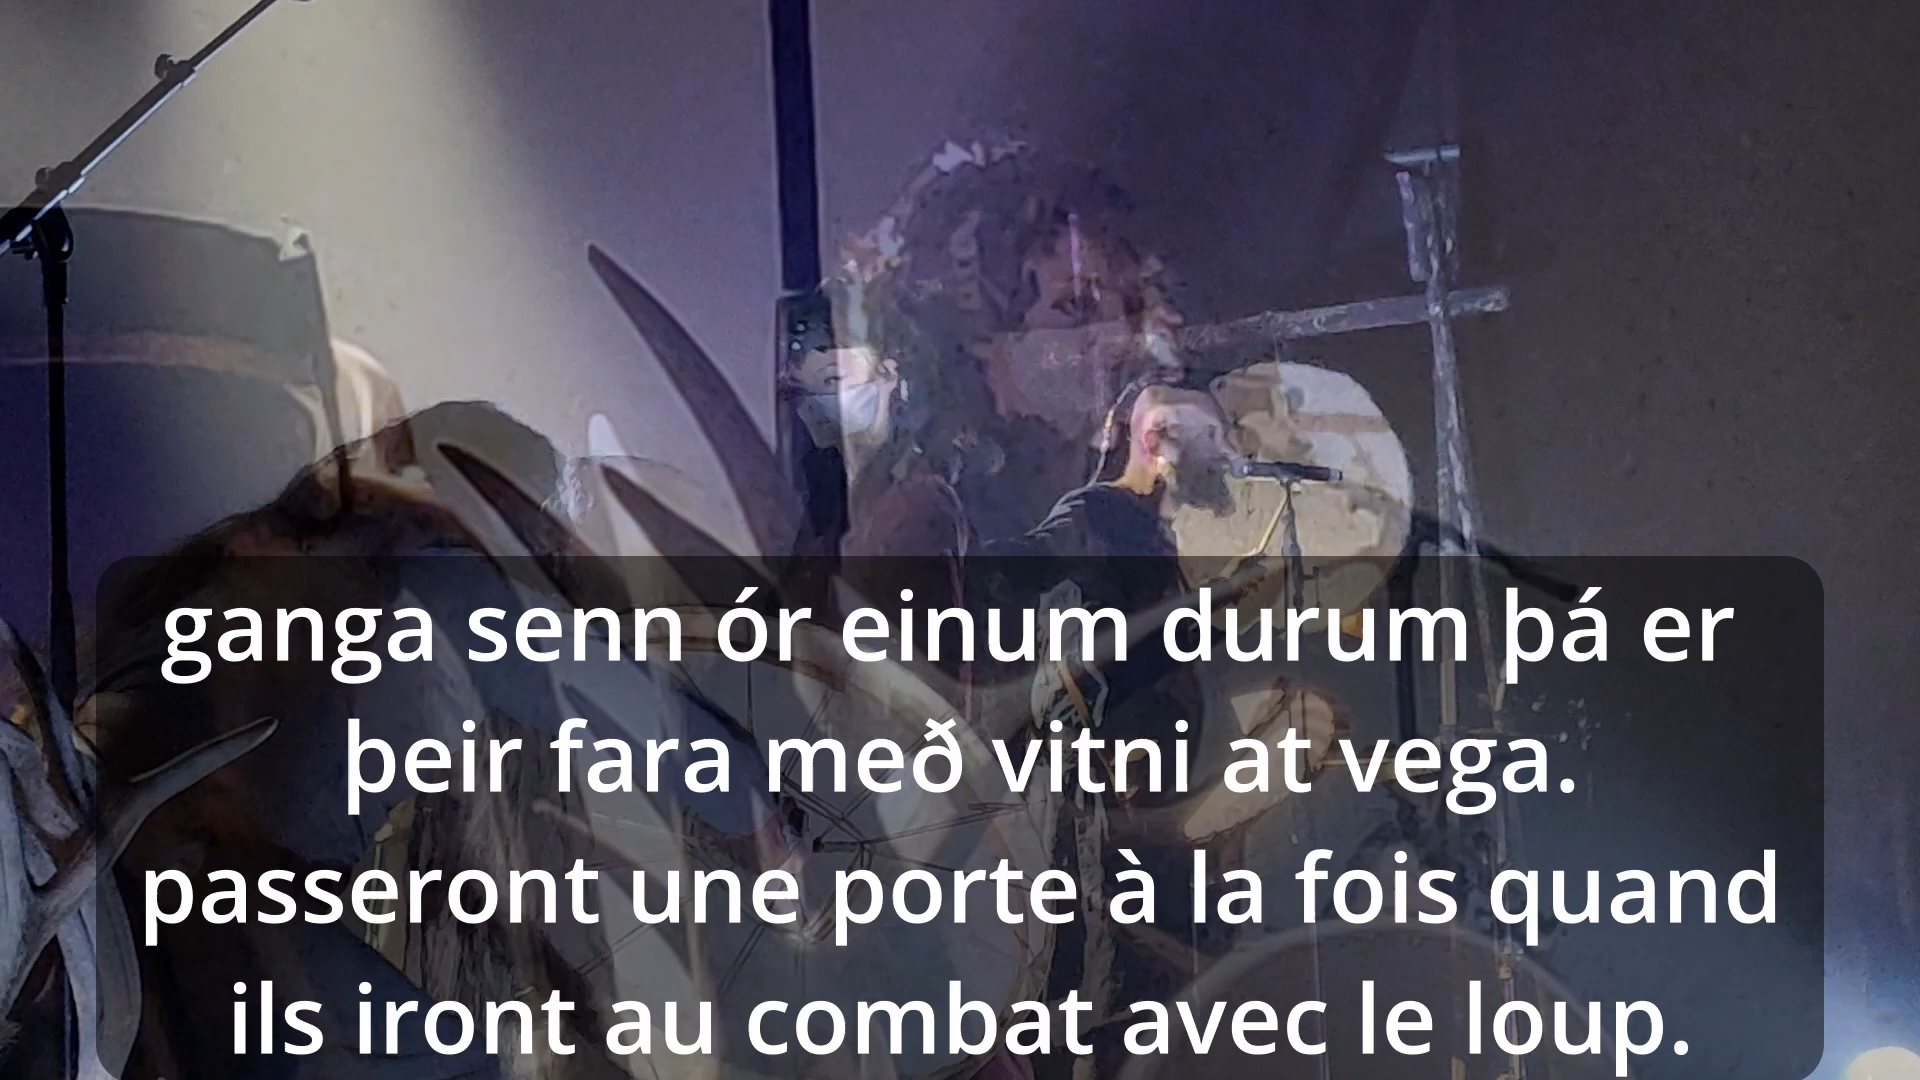 ganga senn ór einum durum þá er
þeir fara með vitni at vega.
passeront une porte à la fois quand
ils iront au combat avec le loup.